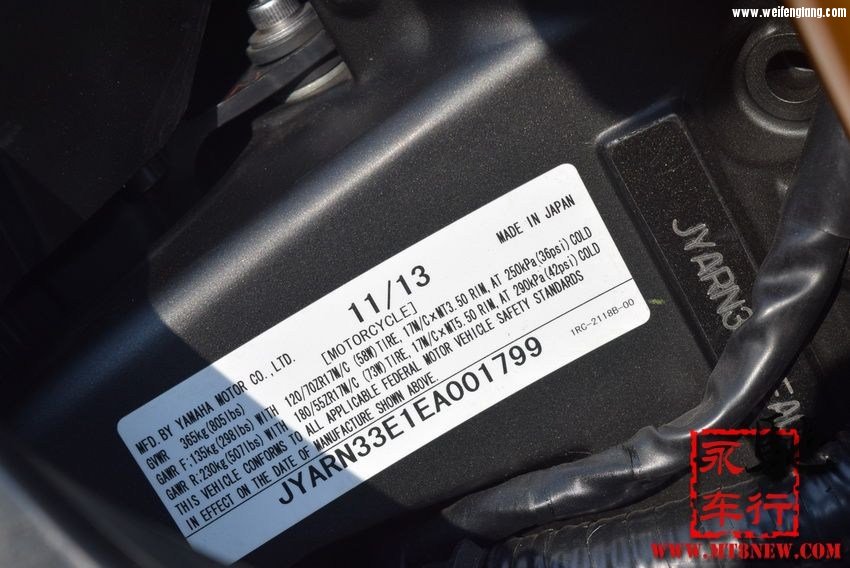 www.weifengtang.com
11/13
MADE IN JAPAN
MFD. BY YAMAHA MOTOR CO., LTD. [MOTORCYCLE]
GVWR 365kg(805lbs)
GAWR F:135kg(298lbs) WITH 120/70ZR17M/C (58W) TIRE, 17M/C×MT3.50 RIM, AT 250kPa(36psi) COLD
GAWR R:230kg(507lbs) WITH 180/55ZR17M/C (73W) TIRE, 17M/C×MT5.50 RIM, AT 290kPa(42psi) COLD
THIS VEHICLE CONFORMS TO ALL APPLICABLE FEDERAL MOTOR VEHICLE SAFETY STANDARDS
IN EFFECT ON THE DATE OF MANUFACTURE SHOWN ABOVE.
JYARN33E1EA001799
1RC-2118B-00
JYARN3
永
车行
WWW.MT8NEW.COM